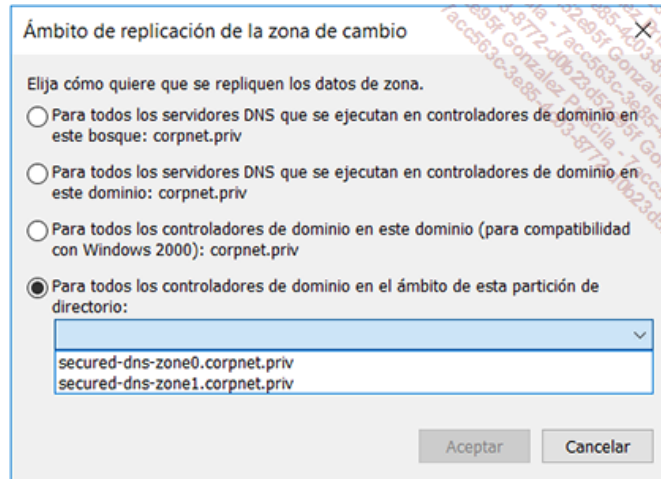 Ámbito de replicación de la zona de cambio
Elija cómo quiere que se repliquen los datos de zona.
Para todos los servidores DNS que se ejecutan en controladores de dominio en
este bosque: corpnet.priv
Para todos los servidores DNS que se ejecutan en controladores de dominio en
este dominio: corpnet.priv
Para todos los controladores de dominio en este dominio (para compatibilidad
con Windows 2000): corpnet.priv
Para todos los controladores de dominio en el ámbito de esta partición de
directorio:
secured-dns-zone0.corpnet.priv
secured-dns-zone1.corpnet.priv
Aceptar Cancelar